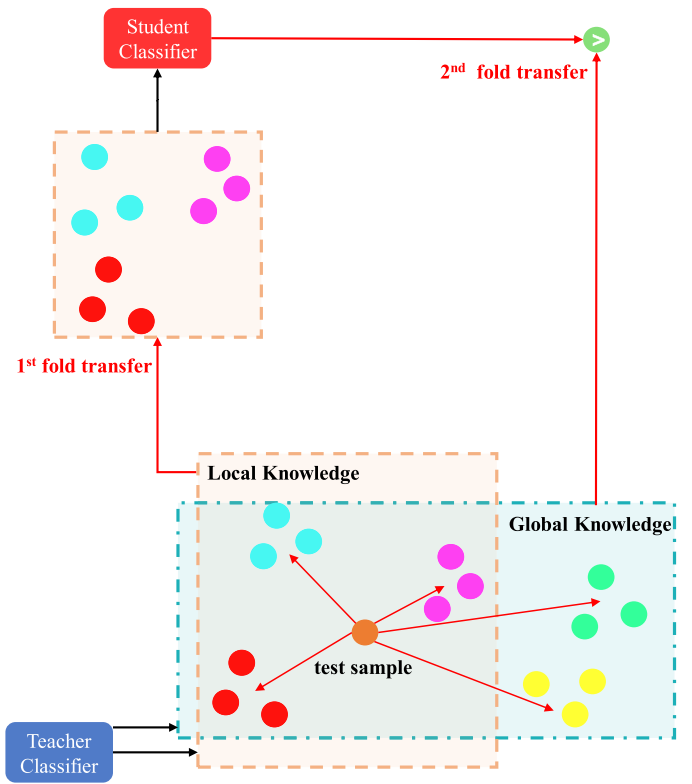 Student
Classifier
>
2nd fold transfer
1st fold transfer
Local Knowledge
Global Knowledge
test sample
Teacher
Classifier